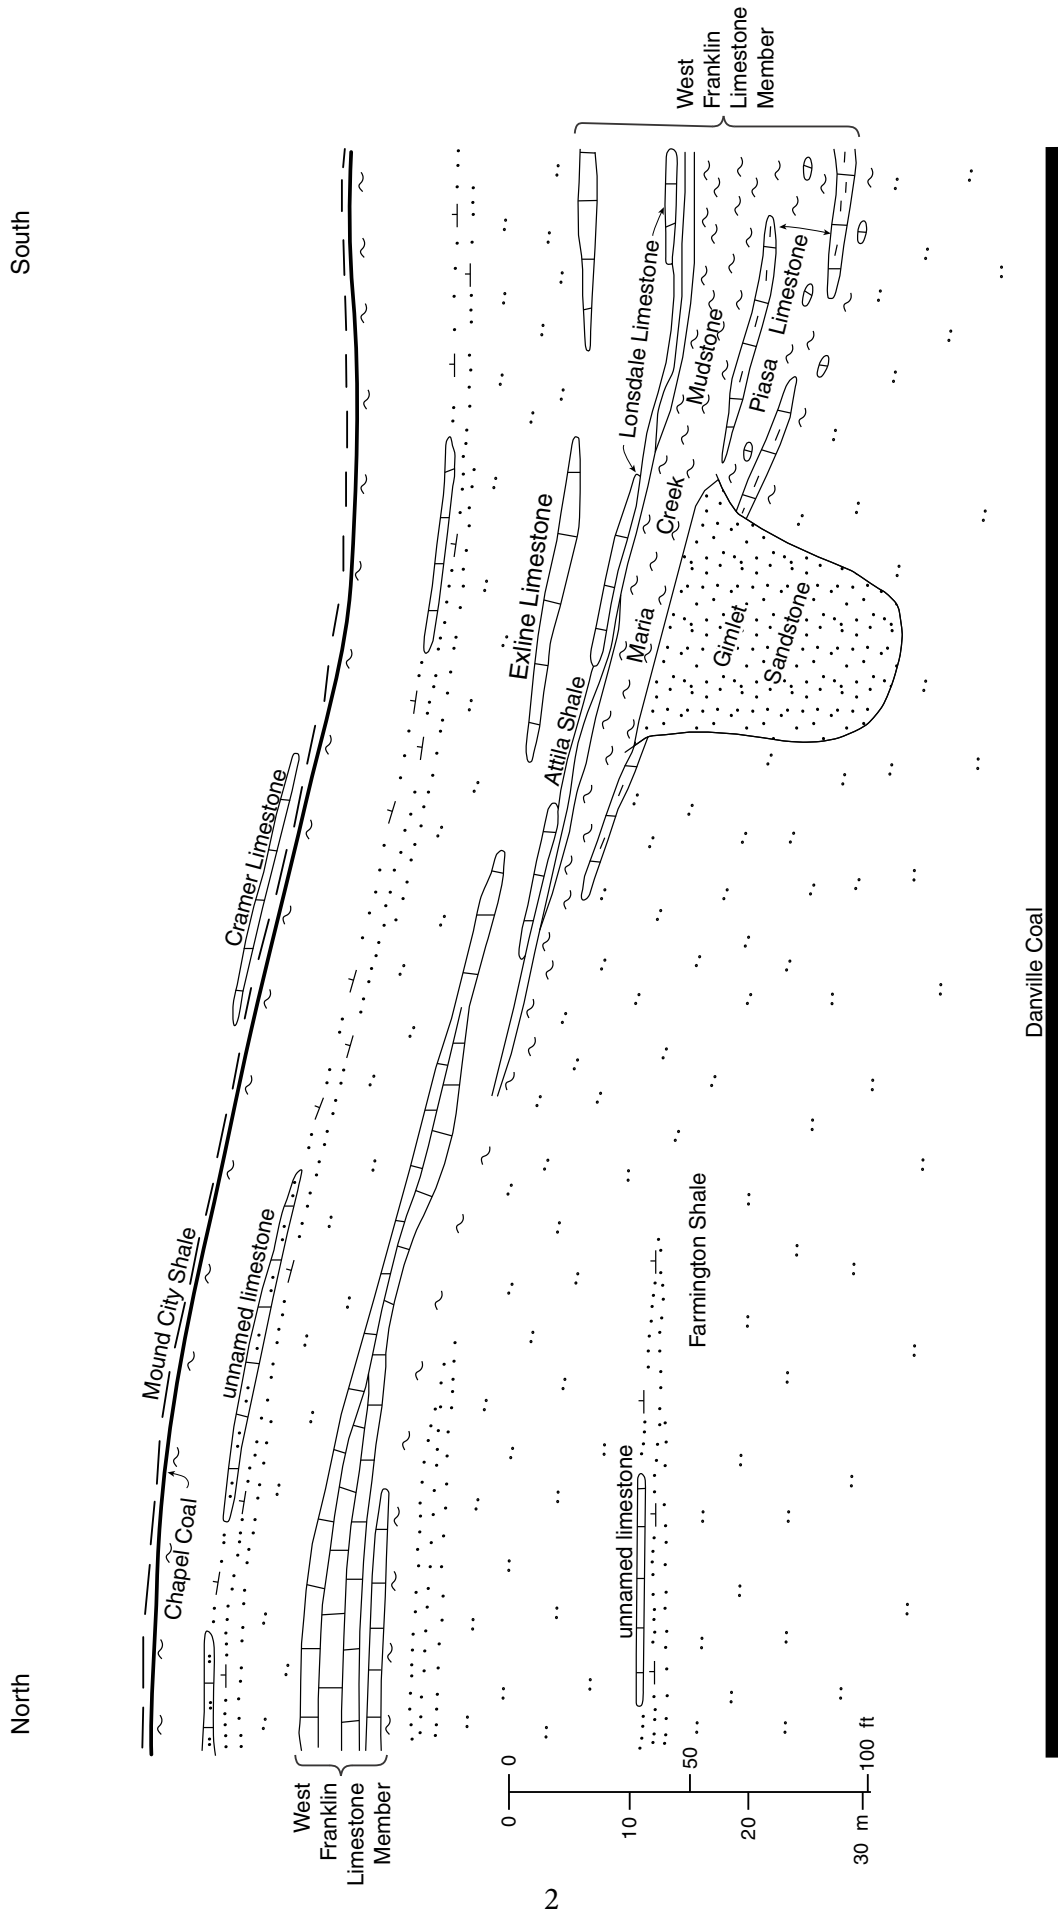 North
South
Mound City Shale
Chapel Coal
Cramer Limestone
unnamed limestone
West
Franklin
Limestone
Member
Exline Limestone
Attila Shale
Lonsdale Limestone
Maria Creek Mudstone
Gimlet
Sandstone
Piasa Limestone
West
Franklin
Limestone
Member
unnamed limestone
Farmington Shale
Danville Coal
0
50
100 ft
0
10
20
30 m
2